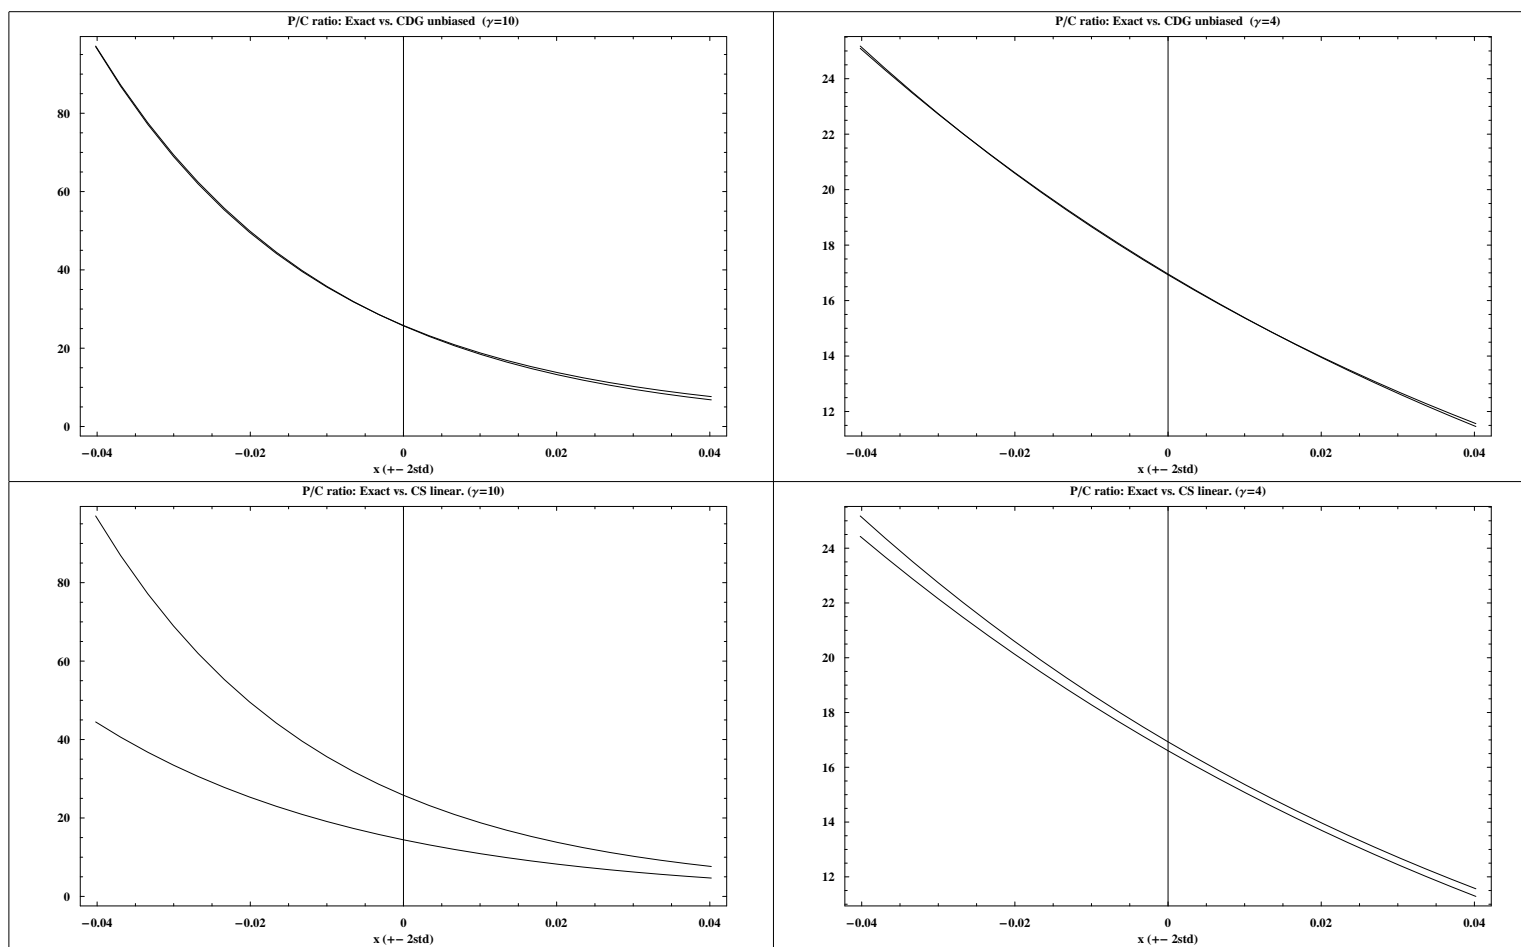 P/C ratio: Exact vs. CDG unbiased (γ=10)
80
60
40
20
0
−0.04 −0.02 0 0.02 0.04
x (+− 2std)
P/C ratio: Exact vs. CDG unbiased (γ=4)
24
22
20
18
16
14
12
−0.04 −0.02 0 0.02 0.04
x (+− 2std)
P/C ratio: Exact vs. CS linear. (γ=10)
80
60
40
20
0
−0.04 −0.02 0 0.02 0.04
x (+− 2std)
P/C ratio: Exact vs. CS linear. (γ=4)
24
22
20
18
16
14
12
−0.04 −0.02 0 0.02 0.04
x (+− 2std)